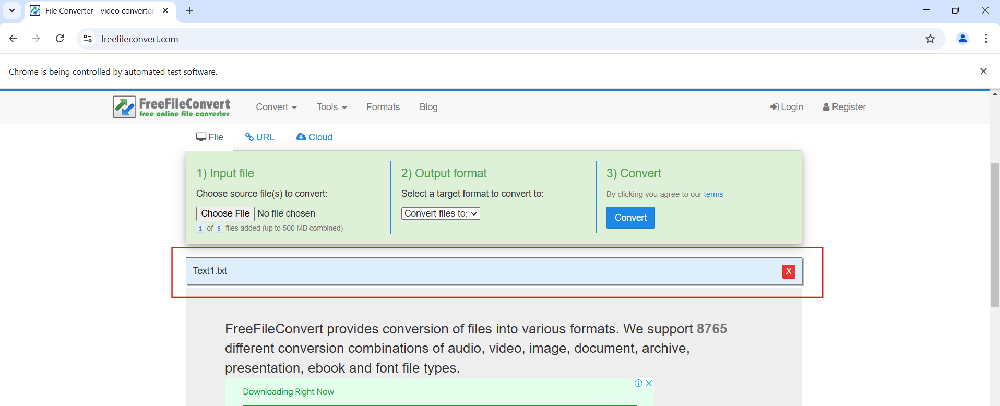 File Converter - video converter
freefileconvert.com
Chrome is being controlled by automated test software.
FreeFileConvert
free online file converter
Convert
Tools
Formats
Blog
Login
Register
File
URL
Cloud
1) Input file
Choose source file(s) to convert:
Choose File No file chosen
1 of 5 files added (up to 500 MB combined)
2) Output format
Select a target format to convert to:
Convert files to:
3) Convert
By clicking you agree to our terms
Convert
Text1.txt
X
FreeFileConvert provides conversion of files into various formats. We support 8765
different conversion combinations of audio, video, image, document, archive,
presentation, ebook and font file types.
Downloading Right Now